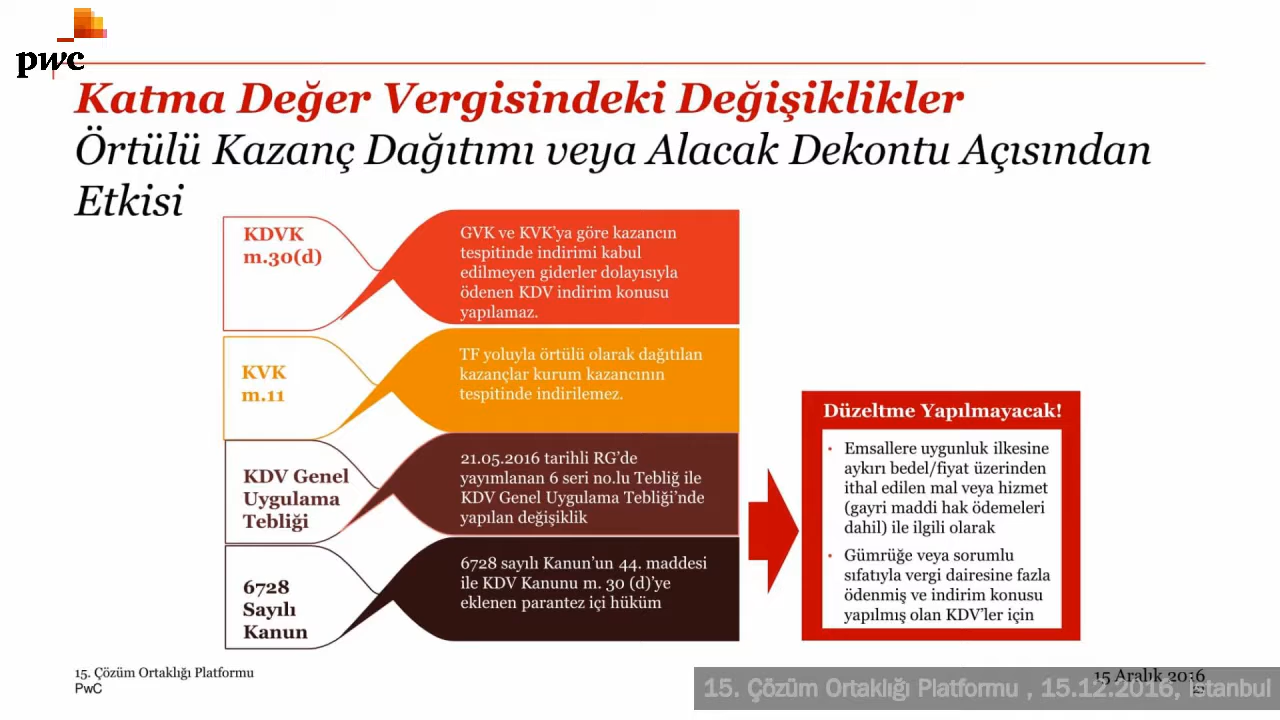 pwc
Katma Değer Vergisindeki Değişiklikler
Örtülü Kazanç Dağıtımı veya Alacak Dekontu Açısından
Etkisi
KDVK
m.30(d)
GVK ve KVK’ya göre kazancın
tespitinde indirimi kabul
edilmeyen giderler dolayısıyla
ödenen KDV indirim konusu
yapılamaz.
KVK
m.11
TF yoluyla örtülü olarak dağıtılan
kazançlar kurum kazancının
tespitinde indirilemez.
KDV Genel
Uygulama
Tebliği
21.05.2016 tarihli RG’de
yayımlanan 6 seri no.lu Tebliğ ile
KDV Genel Uygulama Tebliği’nde
yapılan değişiklik
6728
Sayılı
Kanun
6728 sayılı Kanun’un 44. maddesi
ile KDV Kanunu m. 30 (d)’ye
eklenen parantez içi hüküm
Düzeltme Yapılmayacak!
• Emsallere uygunluk ilkesine
aykırı bedel/fiyat üzerinden
ithal edilen mal veya hizmet
(gayri maddi hak ödemeleri
dahil) ile ilgili olarak
• Gümrüğe veya sorumlu
sıfatıyla vergi dairesine fazla
ödenmiş ve indirim konusu
yapılmış olan KDV’ler için
15. Çözüm Ortaklığı Platformu
PwC
15 Aralık 2016
15. Çözüm Ortaklığı Platformu , 15.12.2016, İstanbul